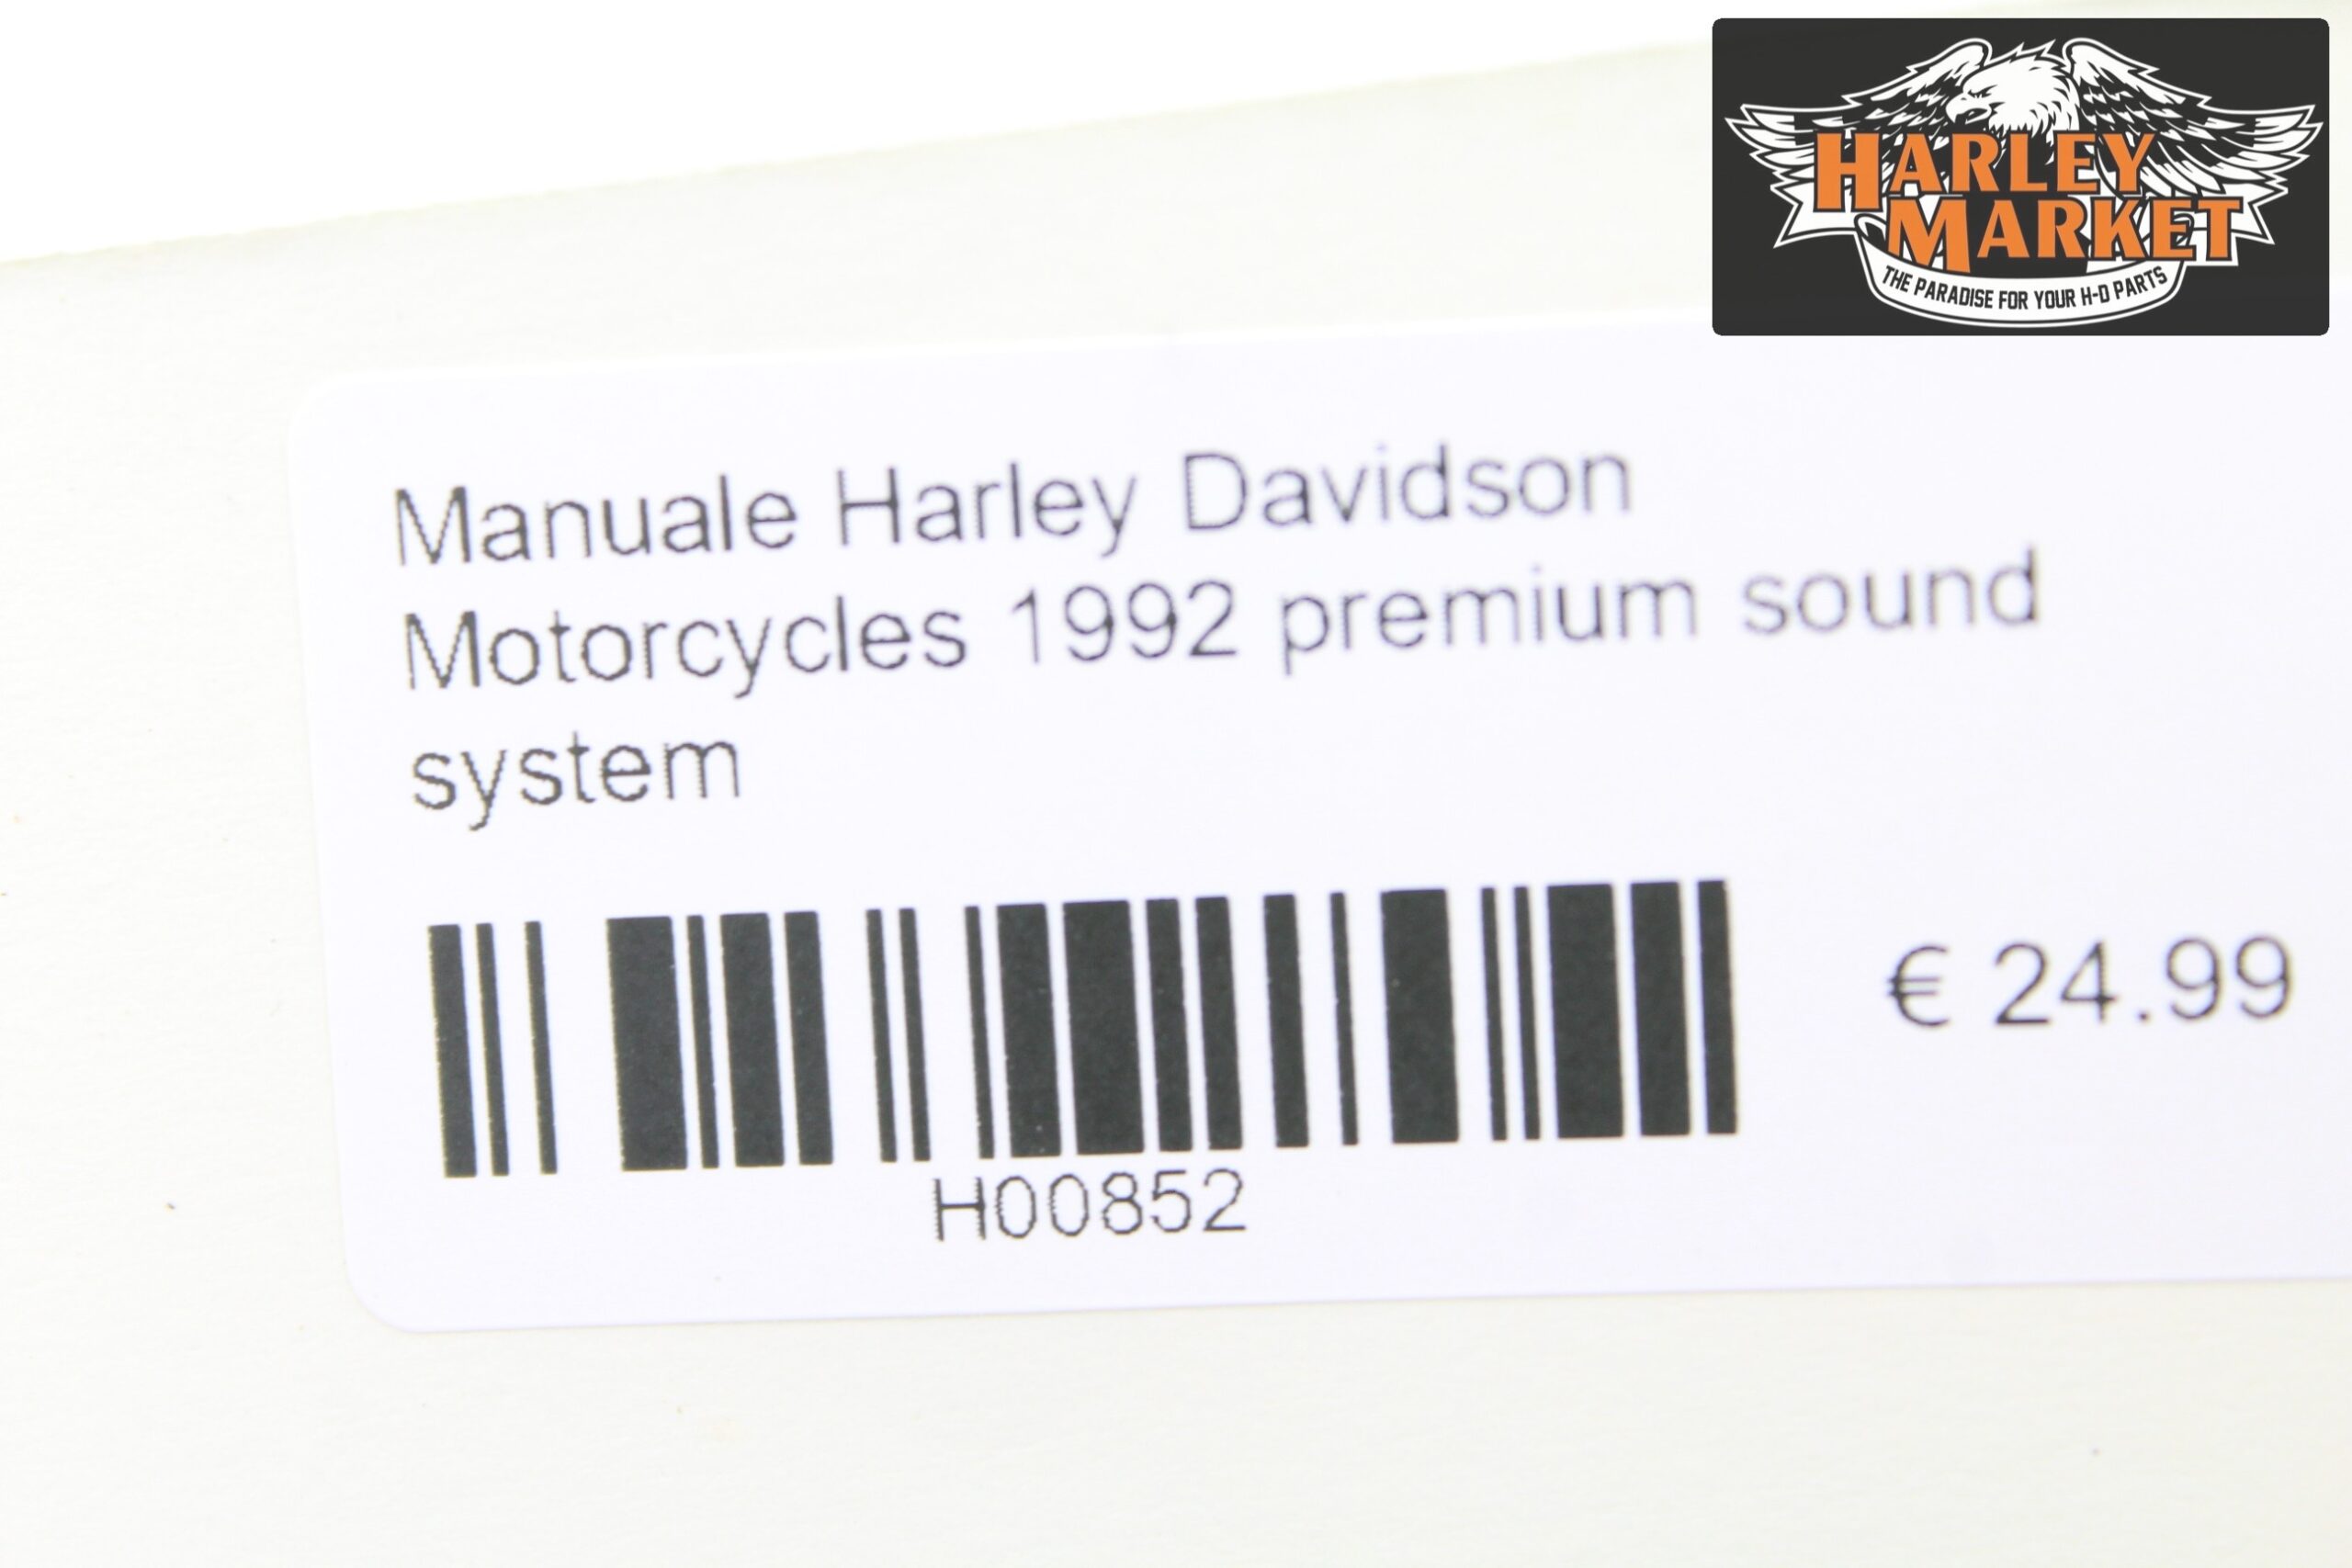 HARLEY
MARKET
THE PARADISE FOR YOUR H-D PARTS
Manuale Harley Davidson
Motorcycles 1992 premium sound
system
€ 24.99
H00852